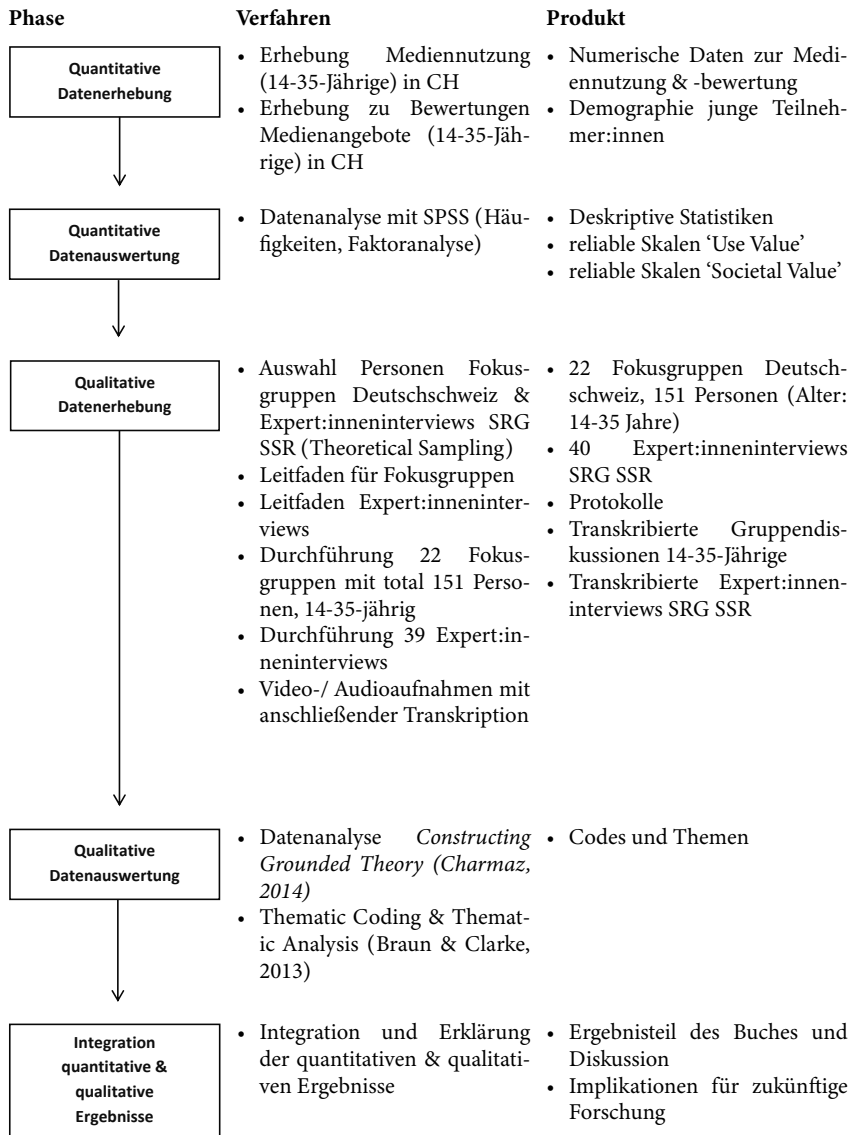 Phase Verfahren Produkt
Quantitative
Datenerhebung
• Erhebung Mediennutzung
(14-35-Jährige) in CH
• Erhebung zu Bewertungen
Medienangebote (14-35-Jäh-
rige) in CH
• Numerische Daten zur Medi-
ennutzung & -bewertung
• Demographie junge Teilneh-
mer:innen
Quantitative
Datenauswertung
• Datenanalyse mit SPSS (Häu-
figkeiten, Faktoranalyse)
• Deskriptive Statistiken
• reliable Skalen ‘Use Value’
• reliable Skalen ‘Societal Value’
Qualitative
Datenerhebung
• Auswahl Personen Fokus-
gruppen Deutschschweiz &
Expert:inneninterviews SRG
SSR (Theoretical Sampling)
• Leitfaden für Fokusgruppen
• Leitfaden Expert:inneninter-
views
• Durchführung 22 Fokus-
gruppen mit total 151 Perso-
nen, 14-35-jährig
• Durchführung 39 Expert:in-
neninterviews
• Video-/ Audioaufnahmen mit
anschließender Transkription
• 22 Fokusgruppen Deutsch-
schweiz, 151 Personen (Alter:
14-35 Jahre)
• 40 Expert:inneninterviews
SRG SSR
• Protokolle
• Transkribierte Gruppendis-
kussionen 14-35-Jährige
• Transkribierte Expert:innen-
interviews SRG SSR
Qualitative
Datenauswertung
• Datenanalyse Constructing
Grounded Theory (Charmaz,
2014)
• Thematic Coding & Themat-
ic Analysis (Braun & Clarke,
2013)
• Codes und Themen
Integration
quantitative &
qualitative
Ergebnisse
• Integration und Erklärung
der quantitativen & qualitati-
ven Ergebnisse
• Ergebnisteil des Buches und
Diskussion
• Implikationen für zukünftige
Forschung